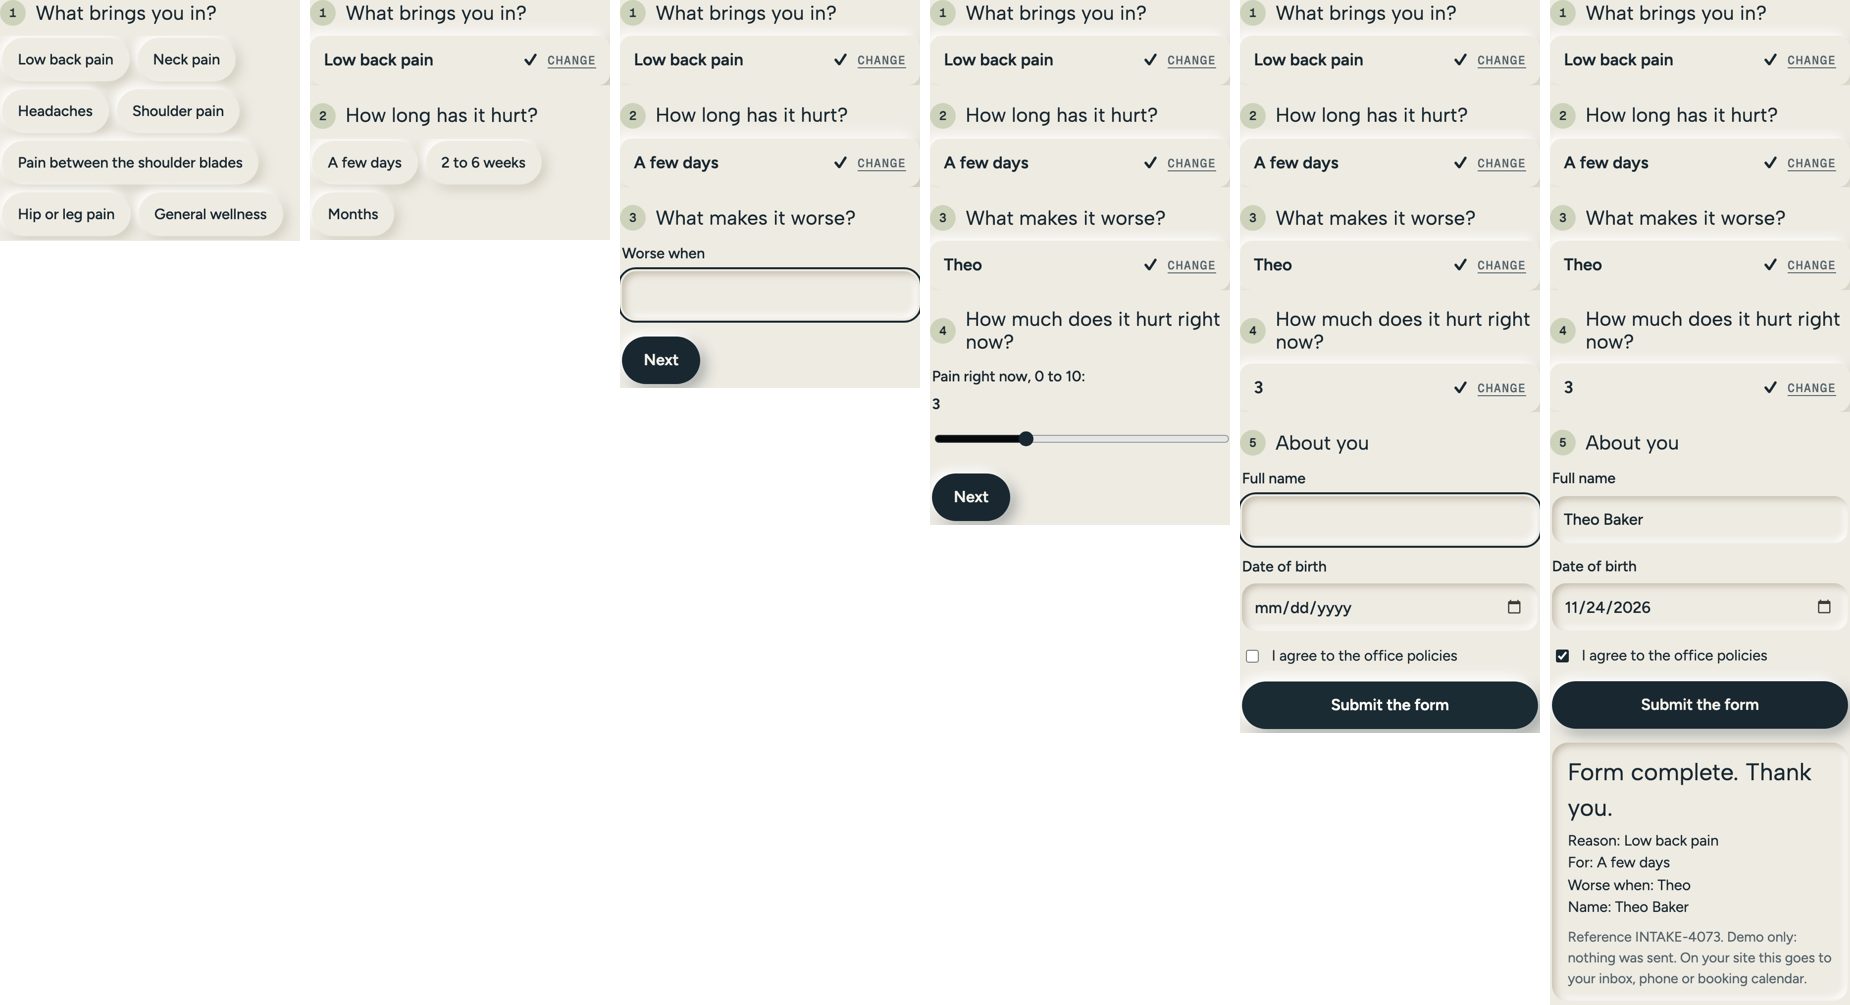 1 What brings you in?
Low back pain
Neck pain
Headaches
Shoulder pain
Pain between the shoulder blades
Hip or leg pain
General wellness
1 What brings you in?
Low back pain ✓ CHANGE
2 How long has it hurt?
A few days
2 to 6 weeks
Months
1 What brings you in?
Low back pain ✓ CHANGE
2 How long has it hurt?
A few days ✓ CHANGE
3 What makes it worse?
Worse when
Next
1 What brings you in?
Low back pain ✓ CHANGE
2 How long has it hurt?
A few days ✓ CHANGE
3 What makes it worse?
Theo ✓ CHANGE
4 How much does it hurt right
now?
Pain right now, 0 to 10:
3
Next
1 What brings you in?
Low back pain ✓ CHANGE
2 How long has it hurt?
A few days ✓ CHANGE
3 What makes it worse?
Theo ✓ CHANGE
4 How much does it hurt right
now?
3 ✓ CHANGE
5 About you
Full name
Date of birth
mm/dd/yyyy
I agree to the office policies
Submit the form
1 What brings you in?
Low back pain ✓ CHANGE
2 How long has it hurt?
A few days ✓ CHANGE
3 What makes it worse?
Theo ✓ CHANGE
4 How much does it hurt right
now?
3 ✓ CHANGE
5 About you
Full name
Theo Baker
Date of birth
11/24/2026
I agree to the office policies
Submit the form
Form complete. Thank
you.
Reason: Low back pain
For: A few days
Worse when: Theo
Name: Theo Baker
Reference INTAKE-4073. Demo only:
nothing was sent. On your site this goes to
your inbox, phone or booking calendar.